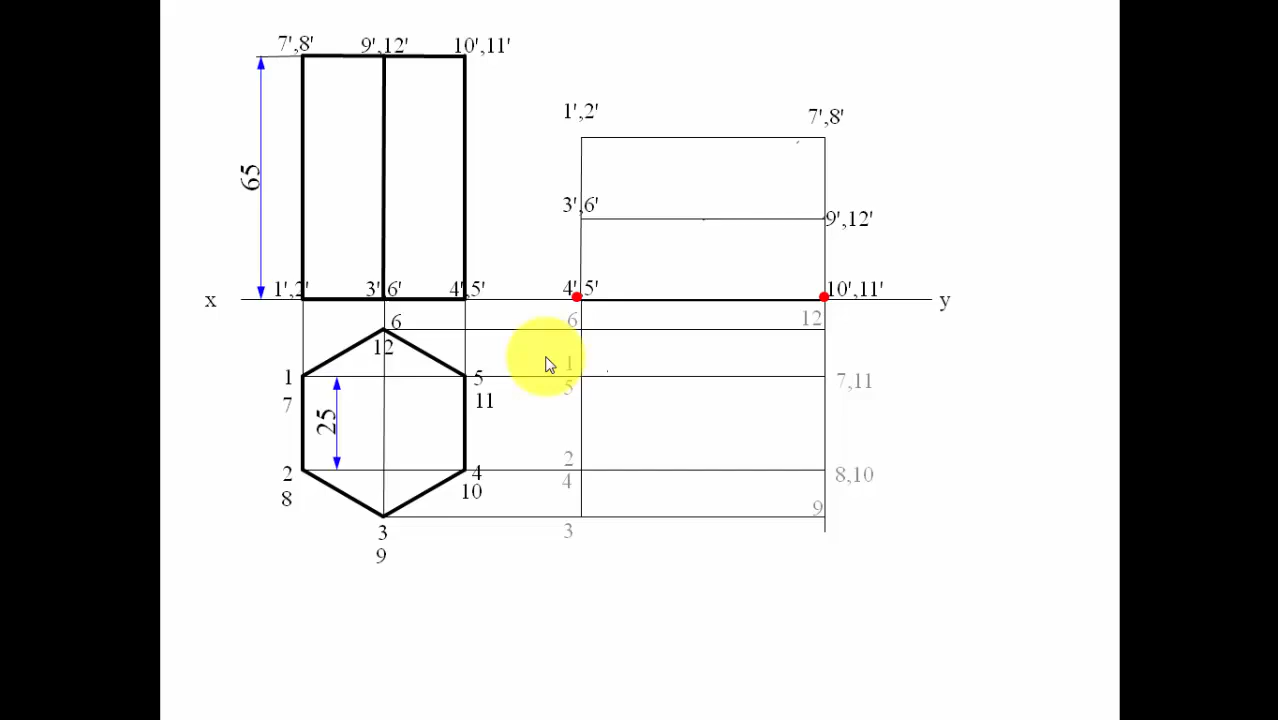 7',8' 9',12' 10',11'
65
1',2' 7',8'
3',6' 9',12'
x 1',2' 3',6' 4',5' 4',5' 10',11' y
6 6 12
12
1 5 1 7,11
7 11 5
25
2 4 2 8,10
8 10 4
9
3 3
9